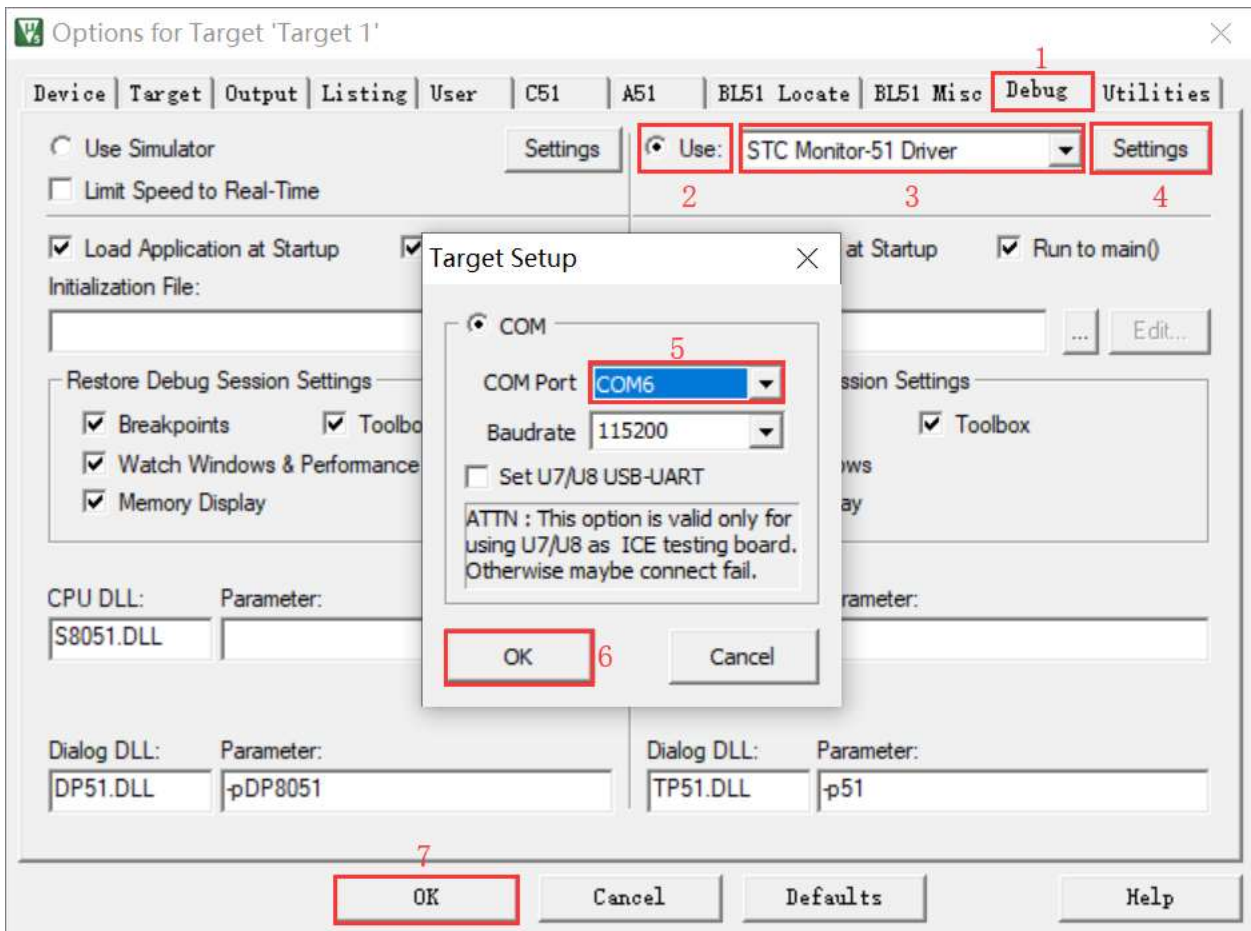 Options for Target 'Target 1'
1
Device Target Output Listing User C51 A51 BL51 Locate BL51 Misc Debug Utilities
Use Simulator Settings Use: STC Monitor-51 Driver Settings
Limit Speed to Real-Time
2 3 4
Load Application at Startup at Startup Run to main()
Initialization File:
... Edit...
Target Setup
COM
5
COM Port COM6
Baudrate 115200
Set U7/U8 USB-UART
ATTN : This option is valid only for
using U7/U8 as ICE testing board.
Otherwise maybe connect fail.
OK 6 Cancel
Restore Debug Session Settings ssion Settings
Breakpoints Toolbo Toolbox
Watch Windows & Performance ows
Memory Display ay
CPU DLL: Parameter: rameter:
S8051.DLL
Dialog DLL: Parameter: Dialog DLL: Parameter:
DP51.DLL -pDP8051 TP51.DLL -p51
7
OK Cancel Defaults Help